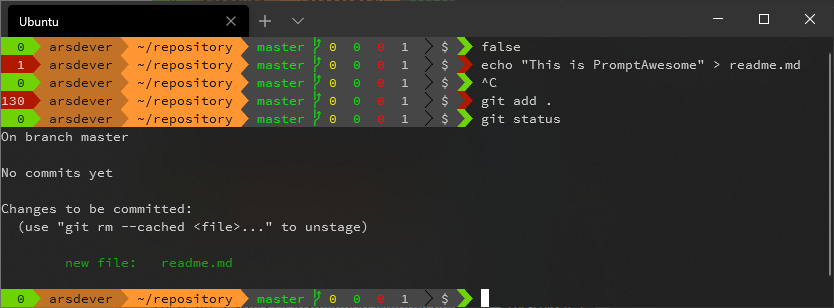 Ubuntu
0 arsdever ~/repository master 0 0 0 1 $ false
1 arsdever ~/repository master 0 0 0 1 $ echo "This is PromptAwesome" > readme.md
0 arsdever ~/repository master 0 0 0 1 $ ^C
130 arsdever ~/repository master 0 0 0 1 $ git add .
0 arsdever ~/repository master 0 0 0 1 $ git status
On branch master
No commits yet
Changes to be committed:
(use "git rm --cached <file>..." to unstage)
new file: readme.md
0 arsdever ~/repository master 0 0 0 1 $